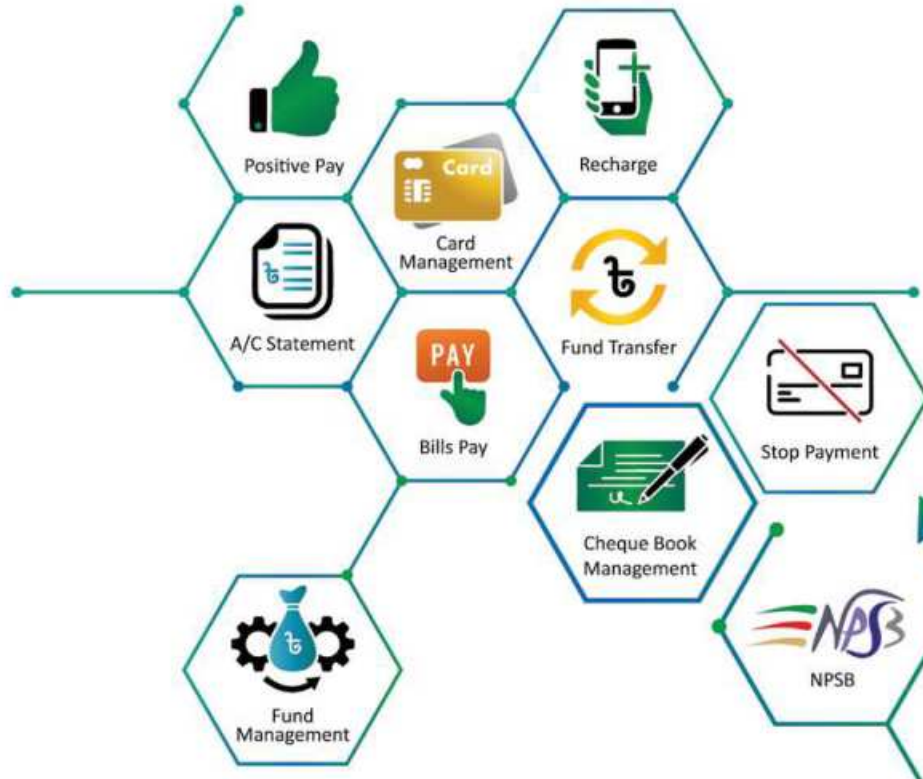 Positive Pay
Recharge
Card
Card
Management
A/C Statement
৳
৳
Fund Transfer
PAY
Bills Pay
Stop Payment
Cheque Book
Management
৳
Fund
Management
NPSB
NPSB